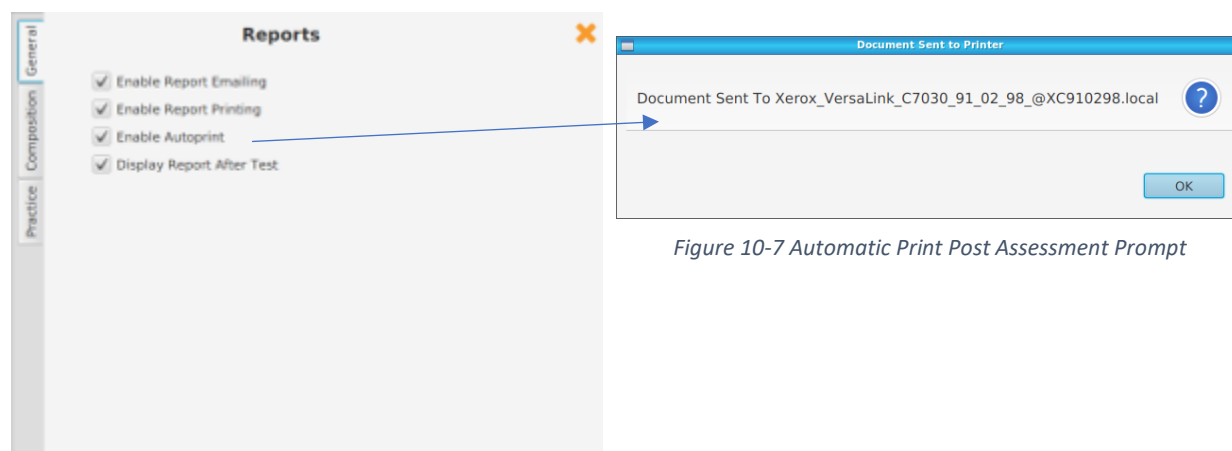 General
Composition
Practice
Reports
Enable Report Emailing
Enable Report Printing
Enable Autoprint
Display Report After Test
Document Sent to Printer
Document Sent To Xerox_VersaLink_C7030_91_02_98_@XC910298.local
?
OK
Figure 10-7 Automatic Print Post Assessment Prompt